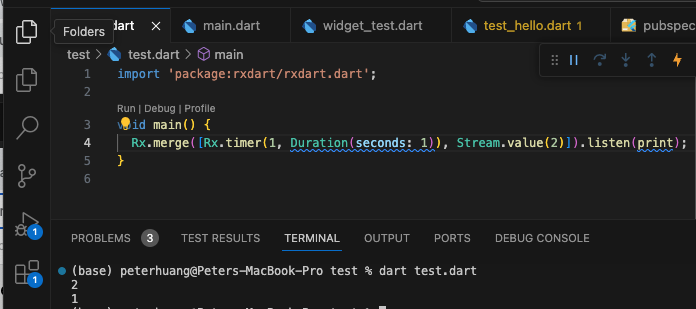 Folders
dart
main.dart
widget_test.dart
test_hello.dart 1
pubspec
test > test.dart > main
1 import 'package:rxdart/rxdart.dart';
2
Run | Debug | Profile
3 void main() {
4 Rx.merge([Rx.timer(1, Duration(seconds: 1)), Stream.value(2)]).listen(print);
5 }
6
PROBLEMS 3 TEST RESULTS TERMINAL OUTPUT PORTS DEBUG CONSOLE
1
(base) peterhuang@Peters-MacBook-Pro test % dart test.dart
2
1
1